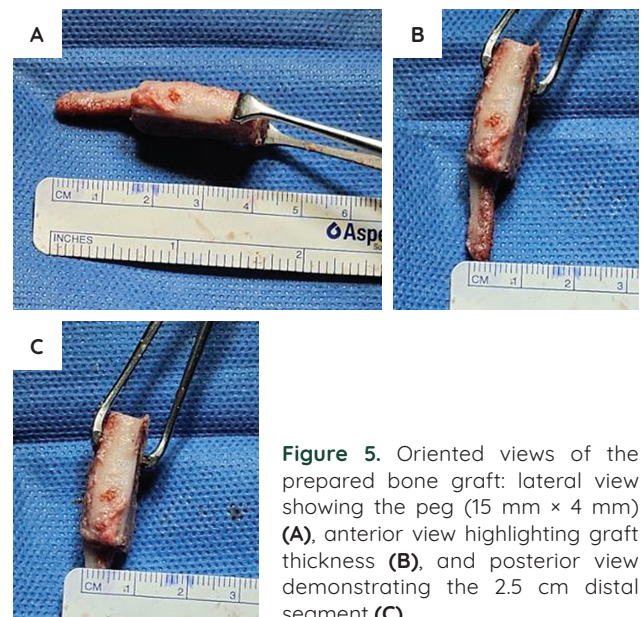 A
CM 1 2 3 4 5 6
INCHES 1 2
Aspe
B
CM 1 2 3
C
CM 1 2 3
Figure 5. Oriented views of the
prepared bone graft: lateral view
showing the peg (15 mm × 4 mm)
(A), anterior view highlighting graft
thickness (B), and posterior view
demonstrating the 2.5 cm distal
segment (C)